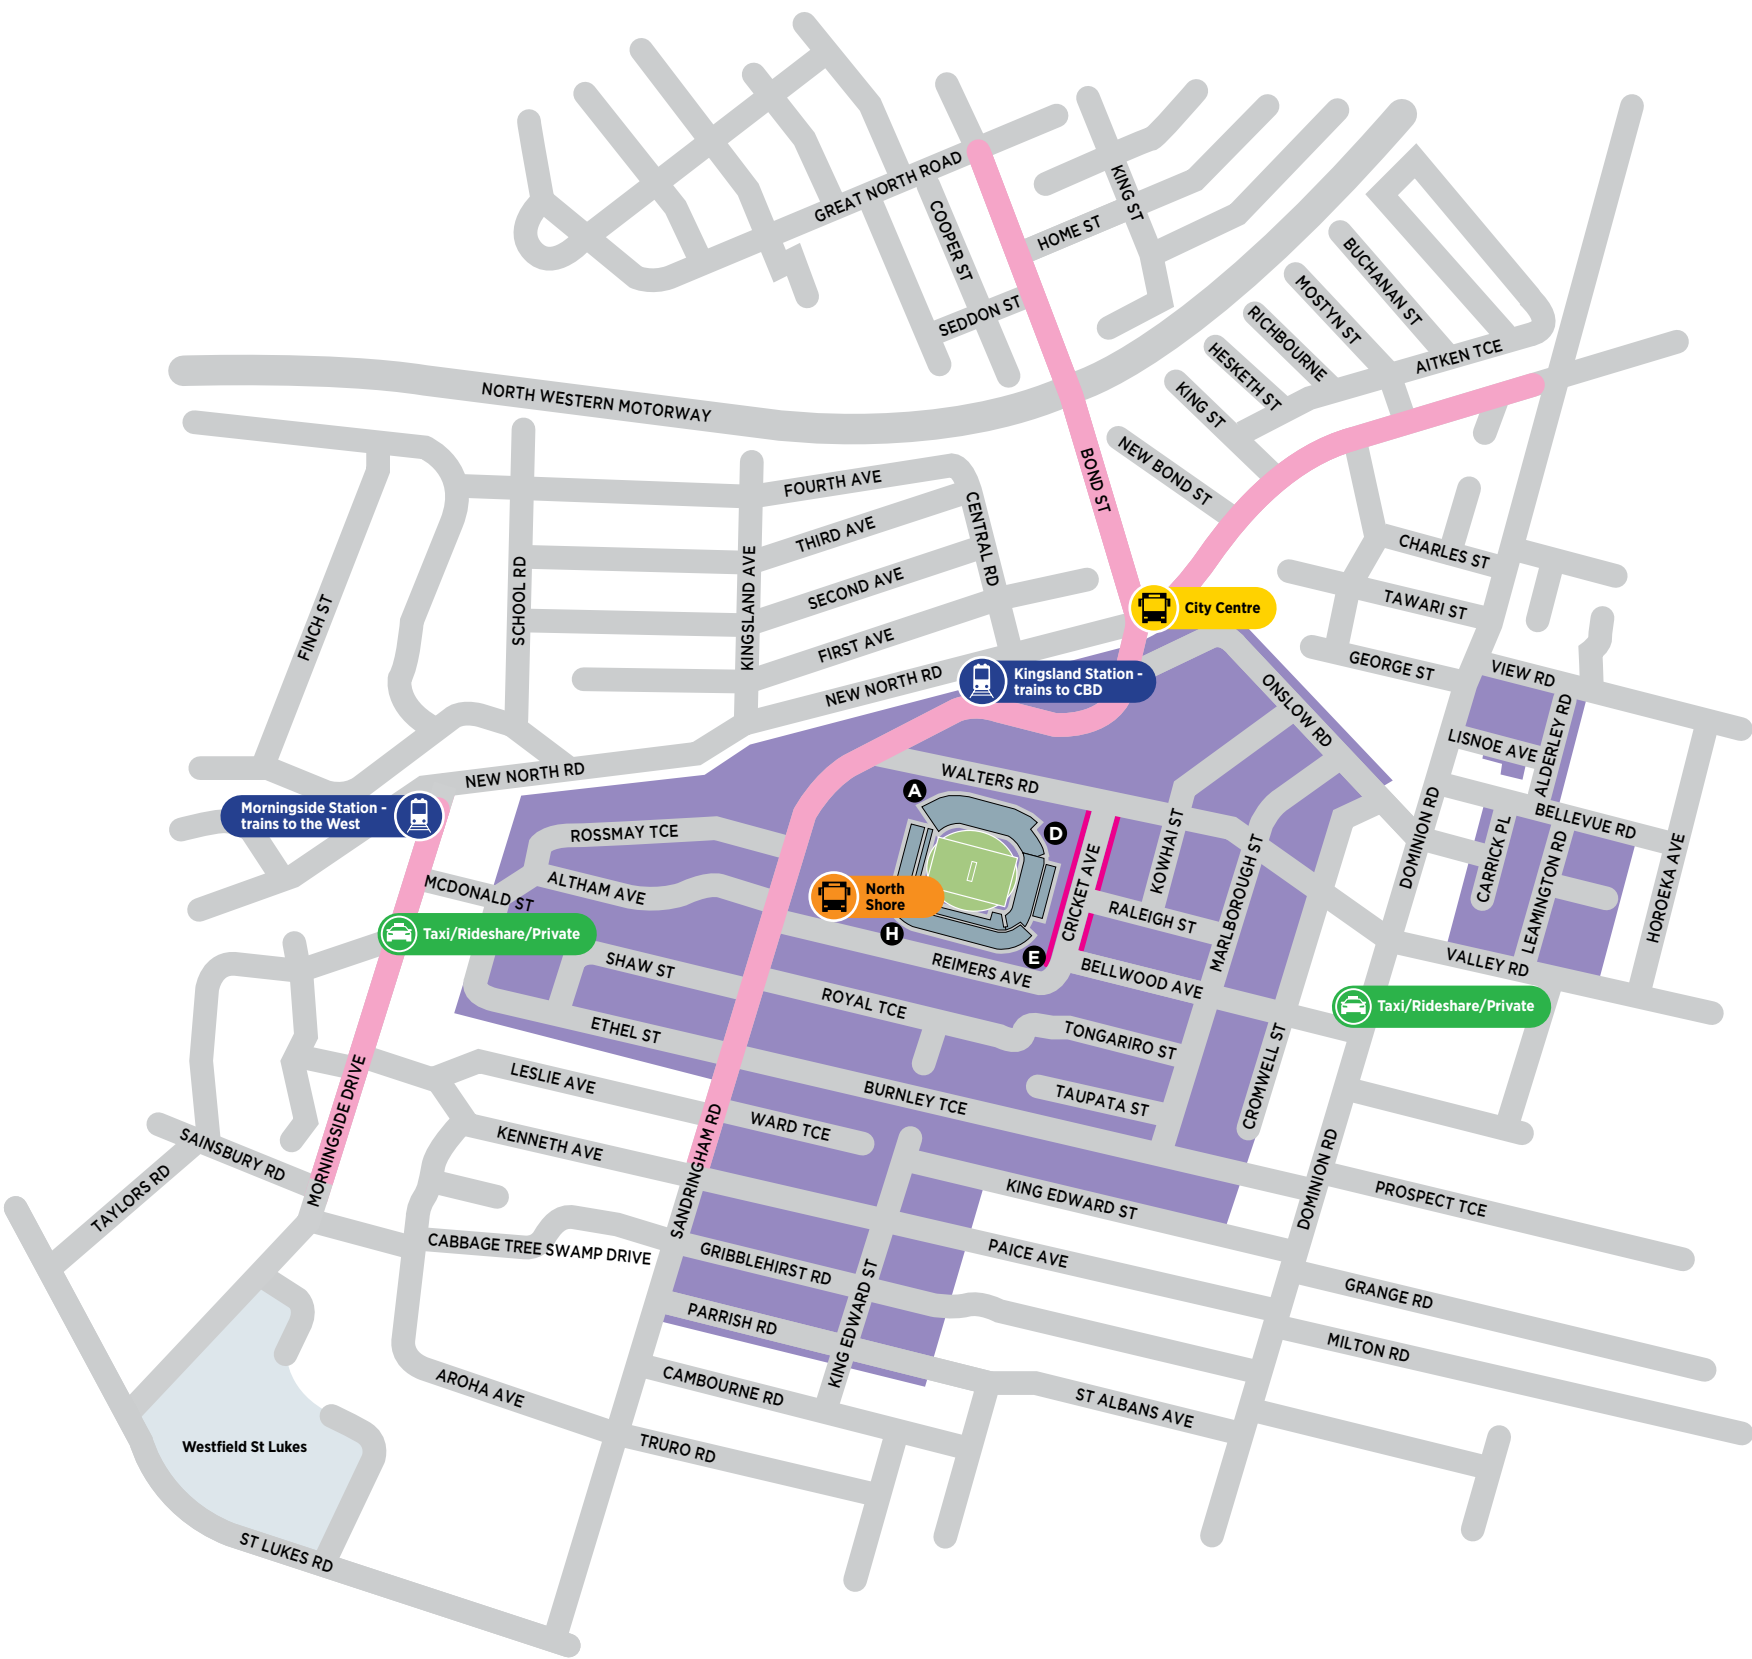 GREAT NORTH ROAD
COOPER ST
KING ST
HOME ST
SEDDON ST
BUCHANAN ST
MOSTYN ST
RICHBOURNE
HESKETH ST
KING ST
AITKEN TCE
NORTH WESTERN MOTORWAY
NEW BOND ST
BOND ST
FOURTH AVE
THIRD AVE
CENTRAL RD
SECOND AVE
FIRST AVE
KINGSLAND AVE
SCHOOL RD
FINCH ST
CHARLES ST
TAWARI ST
GEORGE ST
City Centre
VIEW RD
NEW NORTH RD
Kingsland Station -
trains to CBD
ONSLOW RD
ALDERLEY RD
LISNOE AVE
NEW NORTH RD
WALTERS RD
A
D
Morningside Station -
trains to the West
ROSSMAY TCE
KOWHAI ST
DOMINION RD
CARRICK PL
BELLEVUE RD
LEAMINGTON RD
HOROEKA AVE
MCDONALD ST
ALTHAM AVE
North
Shore
CRICKET AVE
RALEIGH ST
MARLBOROUGH ST
H
E
Taxi/Rideshare/Private
SHAW ST
REIMERS AVE
BELLWOOD AVE
VALLEY RD
ROYAL TCE
Taxi/Rideshare/Private
ETHEL ST
TONGARIRO ST
CROMWELL ST
LESLIE AVE
BURNLEY TCE
TAUPATA ST
MORNINGSIDE DRIVE
WARD TCE
KENNETH AVE
SANDRINGHAM RD
SAINSBURY RD
TAYLORS RD
KING EDWARD ST
DOMINION RD
PROSPECT TCE
CABBAGE TREE SWAMP DRIVE
GRIBBLEHIRST RD
PAICE AVE
KING EDWARD ST
GRANGE RD
PARRISH RD
MILTON RD
AROHA AVE
CAMBOURNE RD
ST ALBANS AVE
Westfield St Lukes
TRURO RD
ST LUKES RD